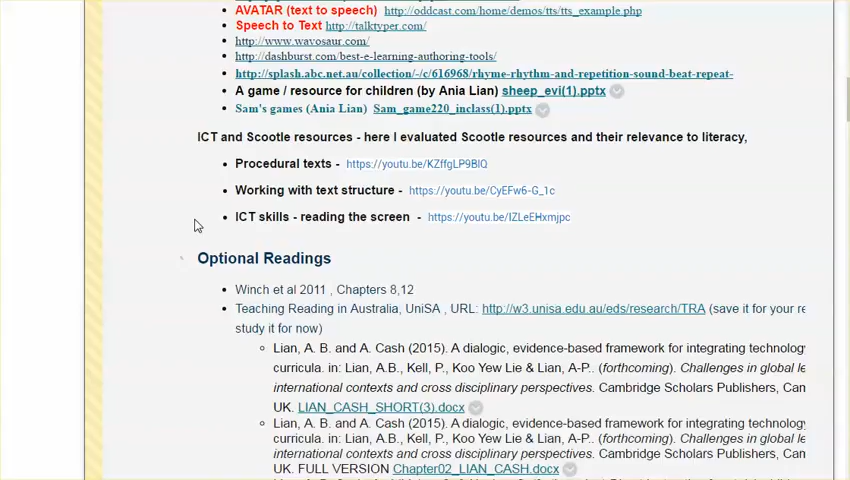 AVATAR (text to speech) http://oddcast.com/home/demos/tts/tts_example.php
Speech to Text http://talktyper.com/
http://www.wavosaur.com/
http://dashburst.com/best-e-learning-authoring-tools/
http://splash.abc.net.au/collection/-/c/616968/rhyme-rhythm-and-repetition-sound-beat-repeat-
A game / resource for children (by Ania Lian) sheep_evi(1).pptx
Sam's games (Ania Lian) Sam_game220_inclass(1).pptx
ICT and Scootle resources - here I evaluated Scootle resources and their relevance to literacy,
Procedural texts - https://youtu.be/KZffgLP9BIQ
Working with text structure - https://youtu.be/CyEFw6-G_1c
ICT skills - reading the screen - https://youtu.be/IZLeEHxmjpc
Optional Readings
Winch et al 2011 , Chapters 8,12
Teaching Reading in Australia, UniSA , URL: http://w3.unisa.edu.au/eds/research/TRA (save it for your re
study it for now)
Lian, A. B. and A. Cash (2015). A dialogic, evidence-based framework for integrating technology
curricula. in: Lian, A.B., Kell, P., Koo Yew Lie & Lian, A-P.. (forthcoming). Challenges in global le
international contexts and cross disciplinary perspectives. Cambridge Scholars Publishers, Cam
UK. LIAN_CASH_SHORT(3).docx
Lian, A. B. and A. Cash (2015). A dialogic, evidence-based framework for integrating technology
curricula. in: Lian, A.B., Kell, P., Koo Yew Lie & Lian, A-P.. (forthcoming). Challenges in global le
international contexts and cross disciplinary perspectives. Cambridge Scholars Publishers, Cam
UK. FULL VERSION Chapter02_LIAN_CASH.docx